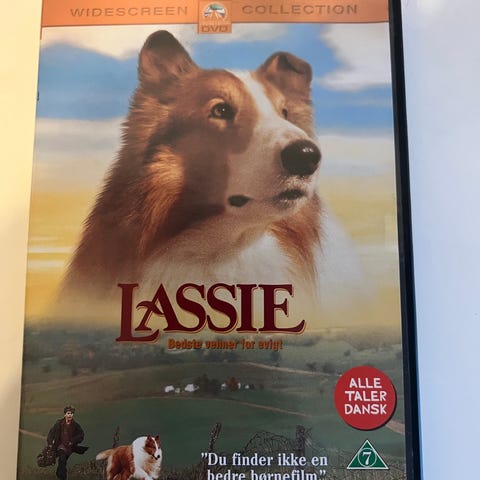 WIDESCREEN COLLECTION
DVD
LASSIE
Bedste venner for evigt
ALLE
TALER
DANSK
"Du finder ikke en
bedre børnefilm."
7